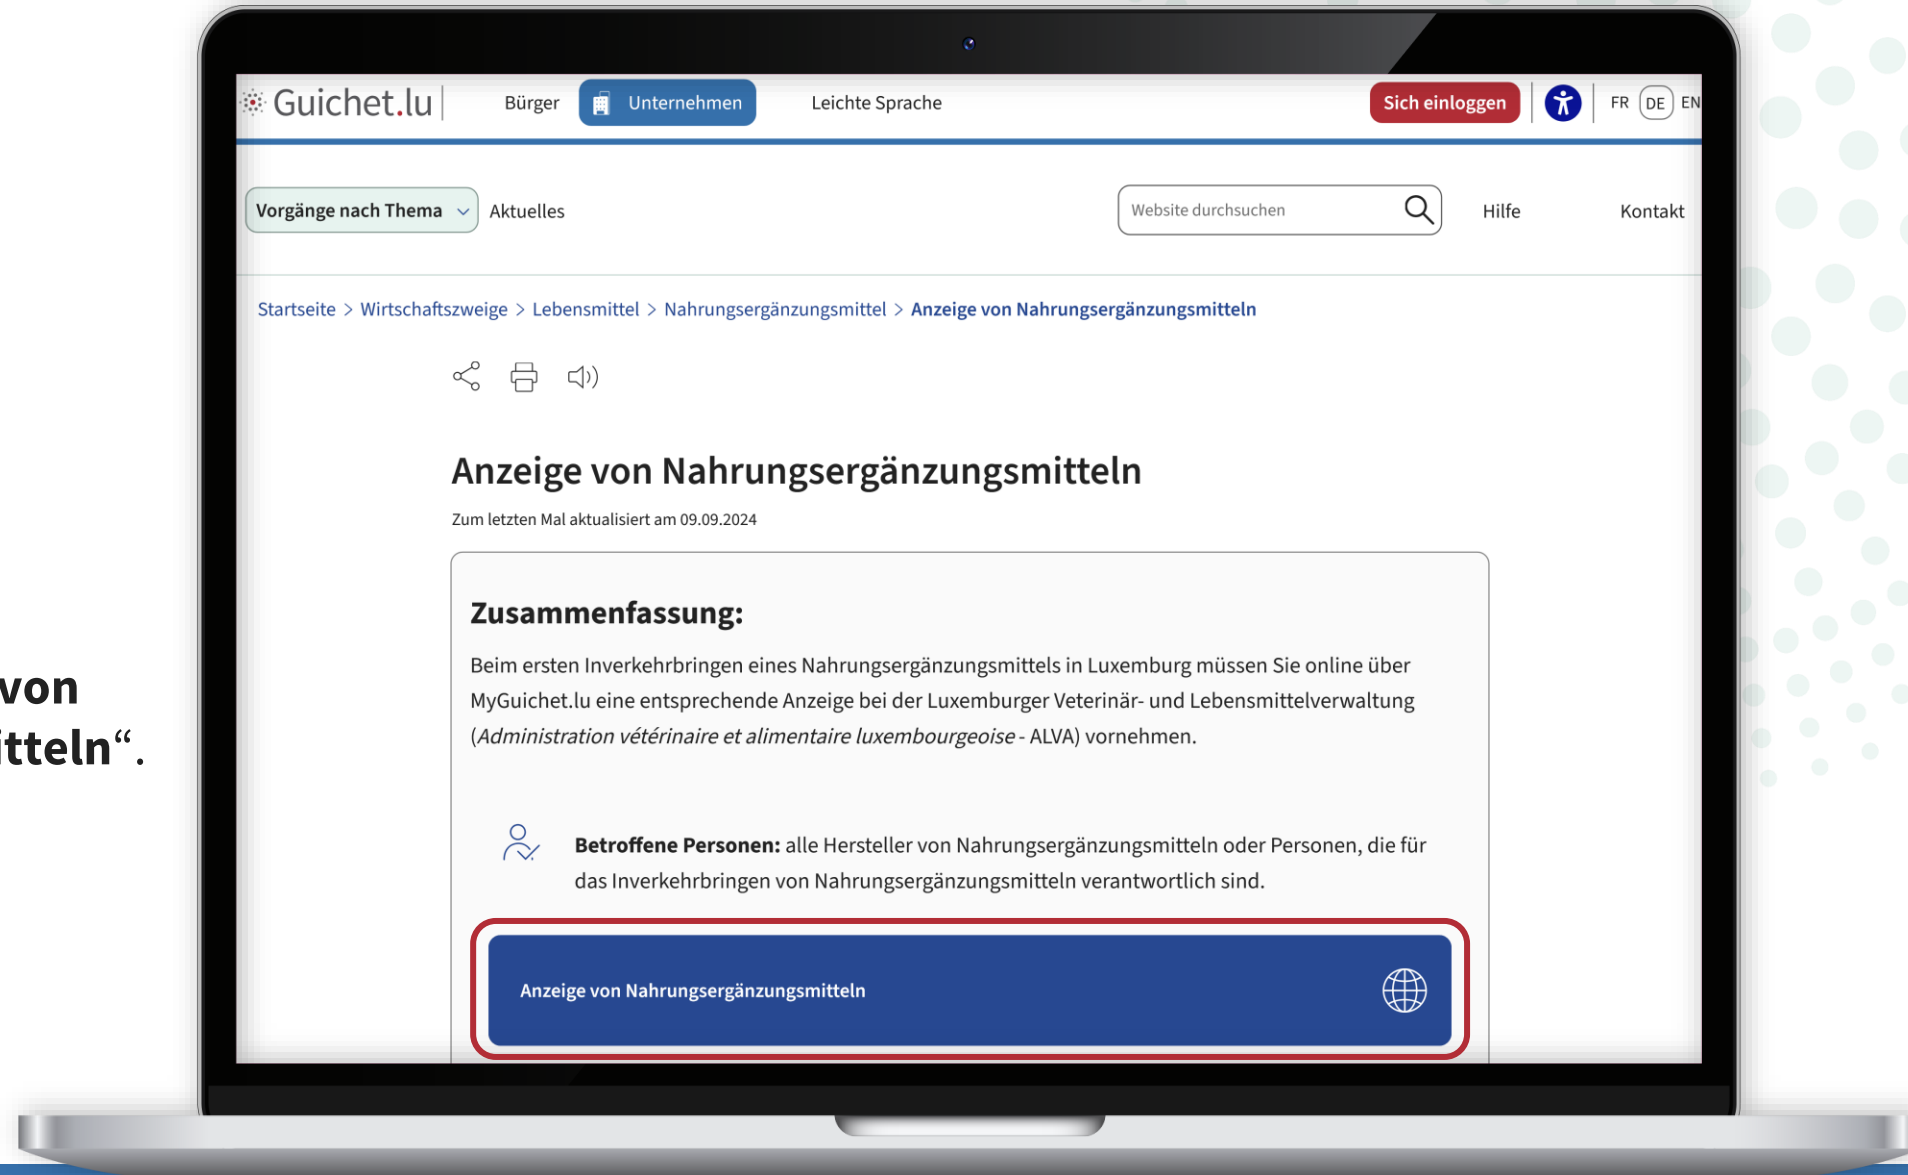 Guichet.lu
Bürger
Unternehmen
Leichte Sprache
Sich einloggen
FR DE EN
Vorgänge nach Thema
Aktuelles
Website durchsuchen
Hilfe
Kontakt
Startseite > Wirtschaftszweige > Lebensmittel > Nahrungsergänzungsmittel > Anzeige von Nahrungsergänzungsmitteln
Anzeige von Nahrungsergänzungsmitteln
Zum letzten Mal aktualisiert am 09.09.2024
Zusammenfassung:
Beim ersten Inverkehrbringen eines Nahrungsergänzungsmittels in Luxemburg müssen Sie online über
MyGuichet.lu eine entsprechende Anzeige bei der Luxemburger Veterinär- und Lebensmittelverwaltung
(Administration vétérinaire et alimentaire luxembourgeoise - ALVA) vornehmen.
Betroffene Personen: alle Hersteller von Nahrungsergänzungsmitteln oder Personen, die für
das Inverkehrbringen von Nahrungsergänzungsmitteln verantwortlich sind.
Anzeige von Nahrungsergänzungsmitteln
von
itteln“.